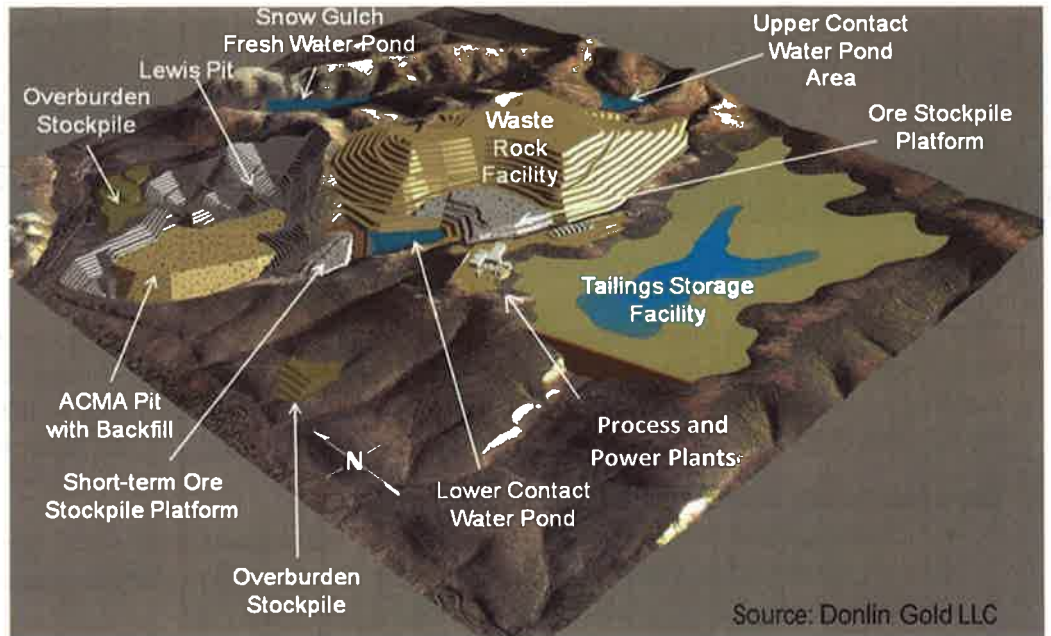 Snow Gulch
Fresh Water Pond
Upper Contact
Water Pond
Area
Lewis Pit
Overburden
Stockpile
Ore Stockpile
Platform
Waste
Rock
Facility
Tailings Storage
Facility
ACMA Pit
with Backfill
Process and
Power Plants
N
Short-term Ore
Stockpile Platform
Lower Contact
Water Pond
Overburden
Stockpile
Source: Donlin Gold LLC